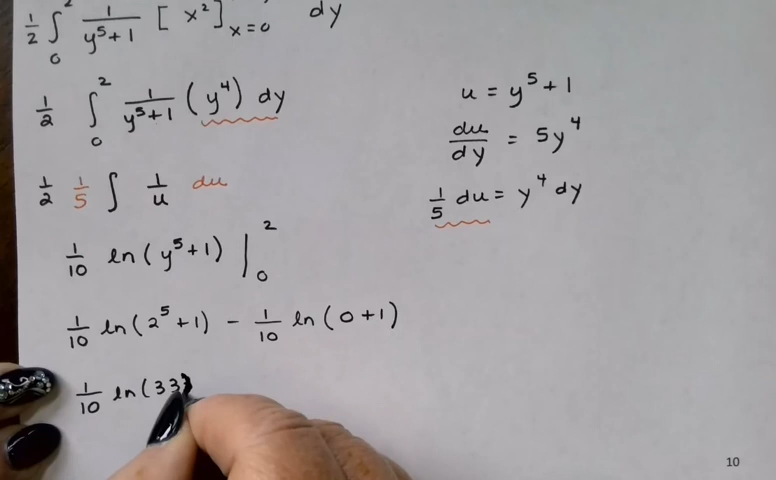 1/2 ∫₀² 1/(y⁵+1) [ x² ]ₓ₌₀ dy
1/2 ∫₀² 1/(y⁵+1) (y⁴) dy
1/2 1/5 ∫ 1/u du
1/10 ln(y⁵+1) |₀²
1/10 ln(2⁵+1) − 1/10 ln(0+1)
1/10 ln(33)
u = y⁵+1
du/dy = 5y⁴
1/5 du = y⁴ dy
10